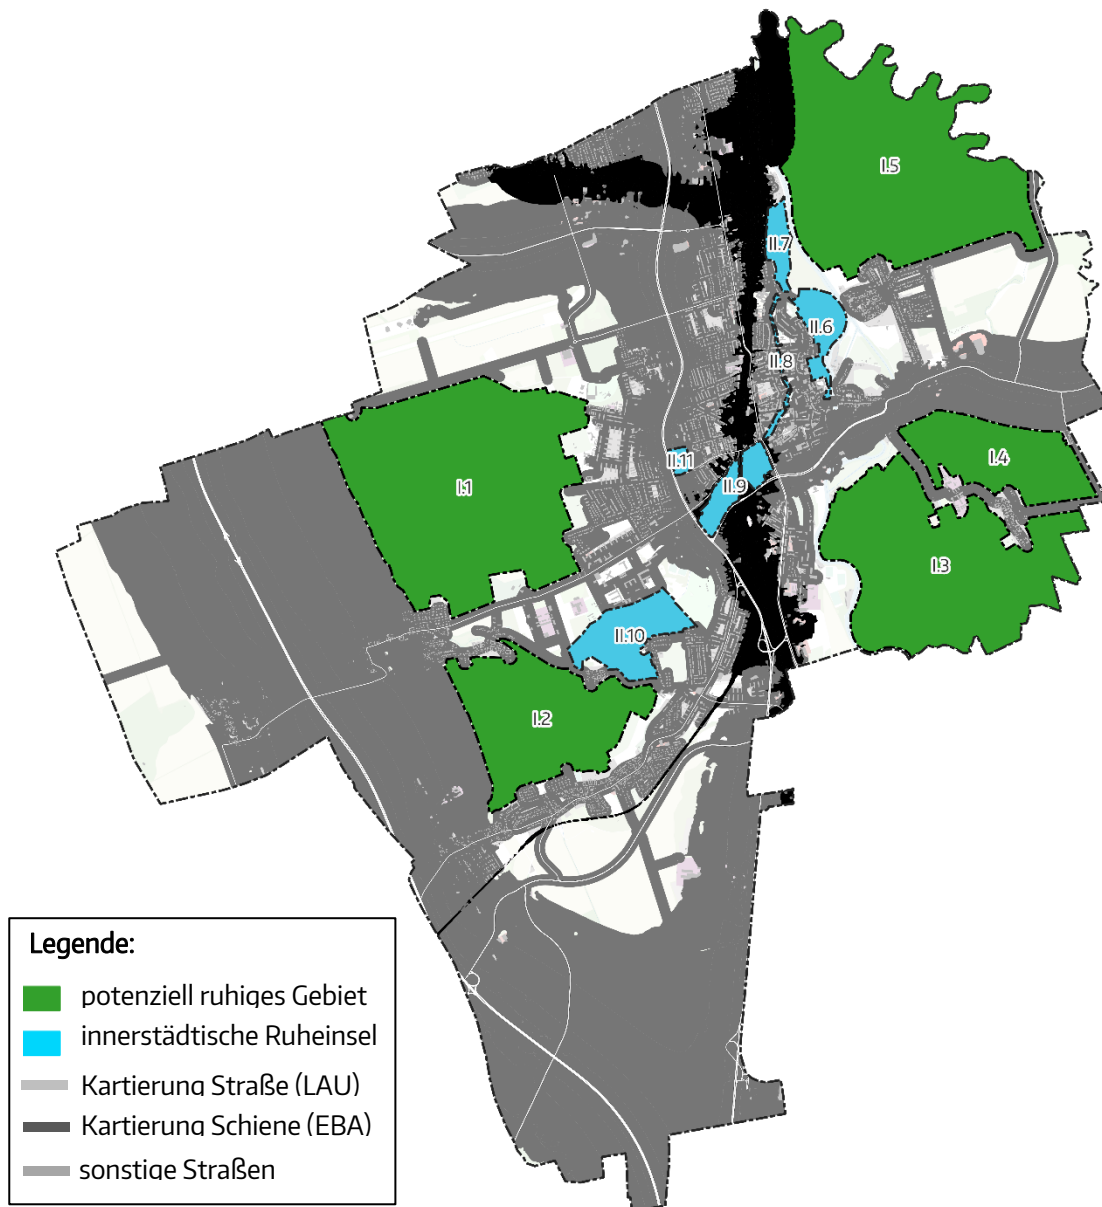 I.5
II.7
II.6
II.8
II.11
I.4
I.1
II.9
I.3
II.10
I.2
Legende:
potenziell ruhiges Gebiet
innerstädtische Ruheinsel
Kartierung Straße (LAU)
Kartierung Schiene (EBA)
sonstige Straßen